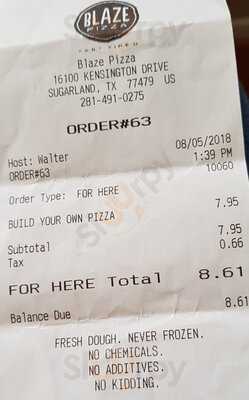 BLAZE
PIZZA
FAST FIRE'D
Blaze Pizza
16100 KENSINGTON DRIVE
SUGARLAND, TX 77479 US
281-491-0275
ORDER#63
08/05/2018
Host: Walter 1:39 PM
ORDER#63 10060
Order Type: FOR HERE
BUILD YOUR OWN PIZZA 7.95
Subtotal 7.95
Tax 0.66
FOR HERE Total 8.61
Balance Due 8.61
FRESH DOUGH. NEVER FROZEN.
NO CHEMICALS.
NO ADDITIVES.
NO KIDDING.